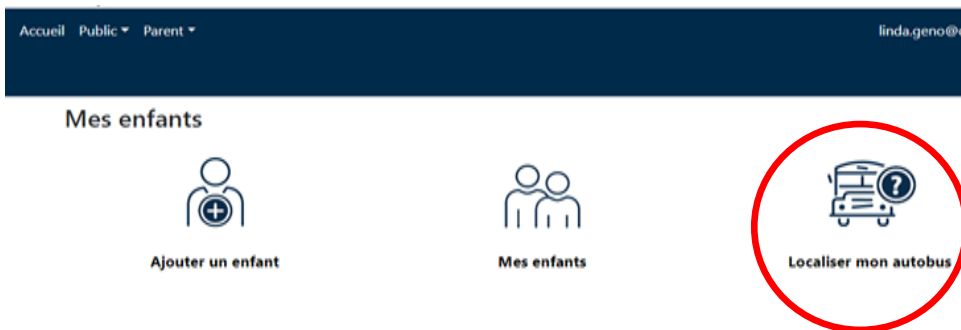 Accueil Public Parent linda.geno@
Mes enfants
Ajouter un enfant Mes enfants Localiser mon autobus